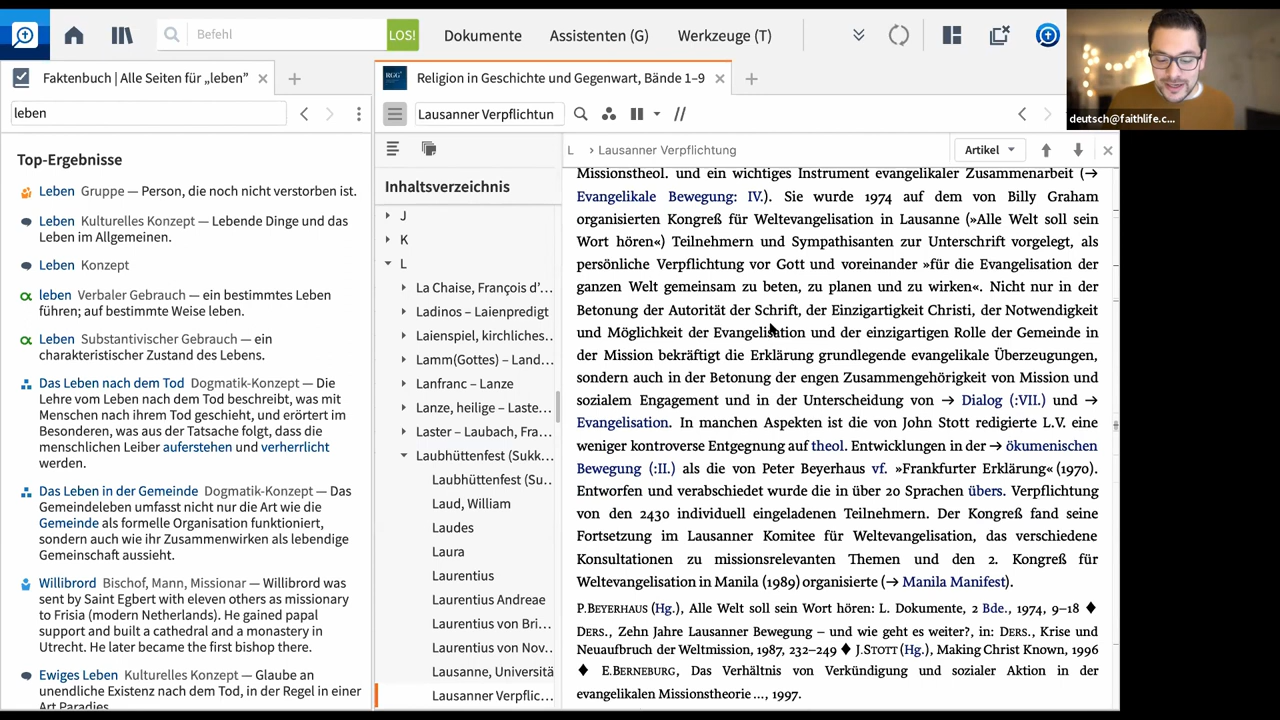 Befehl
LOS!
Dokumente
Assistenten (G)
Werkzeuge (T)
deutsch@faithlife.c...
Faktenbuch | Alle Seiten für „leben”
leben
Top-Ergebnisse
Leben Gruppe — Person, die noch nicht verstorben ist.
Leben Kulturelles Konzept — Lebende Dinge und das
Leben im Allgemeinen.
Leben Konzept
leben Verbaler Gebrauch — ein bestimmtes Leben
führen; auf bestimmte Weise leben.
Leben Substantivischer Gebrauch — ein
charakteristischer Zustand des Lebens.
Das Leben nach dem Tod Dogmatik-Konzept — Die
Lehre vom Leben nach dem Tod beschreibt, was mit
Menschen nach ihrem Tod geschieht, und erörtert im
Besonderen, was aus der Tatsache folgt, dass die
menschlichen Leiber auferstehen und verherrlicht
werden.
Das Leben in der Gemeinde Dogmatik-Konzept — Das
Gemeindeleben umfasst nicht nur die Art wie die
Gemeinde als formelle Organisation funktioniert,
sondern auch wie ihr Zusammenwirken als lebendige
Gemeinschaft aussieht.
Willibrord Bischof, Mann, Missionar — Willibrord was
sent by Saint Egbert with eleven others as missionary
to Frisia (modern Netherlands). He gained papal
support and built a cathedral and a monastery in
Utrecht. He later became the first bishop there.
Ewiges Leben Kulturelles Konzept — Glaube an
unendliche Existenz nach dem Tod, in der Regel in einer
Art Paradies.
RGG⁴
Religion in Geschichte und Gegenwart, Bände 1–9
Lausanner Verpflichtun
Inhaltsverzeichnis
J
K
L
La Chaise, François d’…
Ladinos – Laienpredigt
Laienspiel, kirchliches…
Lamm(Gottes) – Land…
Lanfranc – Lanze
Lanze, heilige – Laste…
Laster – Laubach, Fra…
Laubhüttenfest (Sukk…
Laubhüttenfest (Su…
Laud, William
Laudes
Laura
Laurentius
Laurentius Andreae
Laurentius von Bri…
Laurentius von Nov…
Lausanne, Universitä
Lausanner Verpflic…
L › Lausanner Verpflichtung
Artikel
Missionstheol. und ein wichtiges Instrument evangelikaler Zusammenarbeit (→
Evangelikale Bewegung: IV.). Sie wurde 1974 auf dem von Billy Graham
organisierten Kongreß für Weltevangelisation in Lausanne (»Alle Welt soll sein
Wort hören«) Teilnehmern und Sympathisanten zur Unterschrift vorgelegt, als
persönliche Verpflichtung vor Gott und voreinander »für die Evangelisation der
ganzen Welt gemeinsam zu beten, zu planen und zu wirken«. Nicht nur in der
Betonung der Autorität der Schrift, der Einzigartigkeit Christi, der Notwendigkeit
und Möglichkeit der Evangelisation und der einzigartigen Rolle der Gemeinde in
der Mission bekräftigt die Erklärung grundlegende evangelikale Überzeugungen,
sondern auch in der Betonung der engen Zusammengehörigkeit von Mission und
sozialem Engagement und in der Unterscheidung von → Dialog (:VII.) und →
Evangelisation. In manchen Aspekten ist die von John Stott redigierte L.V. eine
weniger kontroverse Entgegnung auf theol. Entwicklungen in der → ökumenischen
Bewegung (:II.) als die von Peter Beyerhaus vf. »Frankfurter Erklärung« (1970).
Entworfen und verabschiedet wurde die in über 20 Sprachen übers. Verpflichtung
von den 2430 individuell eingeladenen Teilnehmern. Der Kongreß fand seine
Fortsetzung im Lausanner Komitee für Weltevangelisation, das verschiedene
Konsultationen zu missionsrelevanten Themen und den 2. Kongreß für
Weltevangelisation in Manila (1989) organisierte (→ Manila Manifest).
P.BEYERHAUS (Hg.), Alle Welt soll sein Wort hören: L. Dokumente, 2 Bde., 1974, 9–18 ♦
DERS., Zehn Jahre Lausanner Bewegung – und wie geht es weiter?, in: DERS., Krise und
Neuaufbruch der Weltmission, 1987, 232–249 ♦ J.STOTT (Hg.), Making Christ Known, 1996
♦ E.BERNEBURG, Das Verhältnis von Verkündigung und sozialer Aktion in der
evangelikalen Missionstheorie …, 1997.